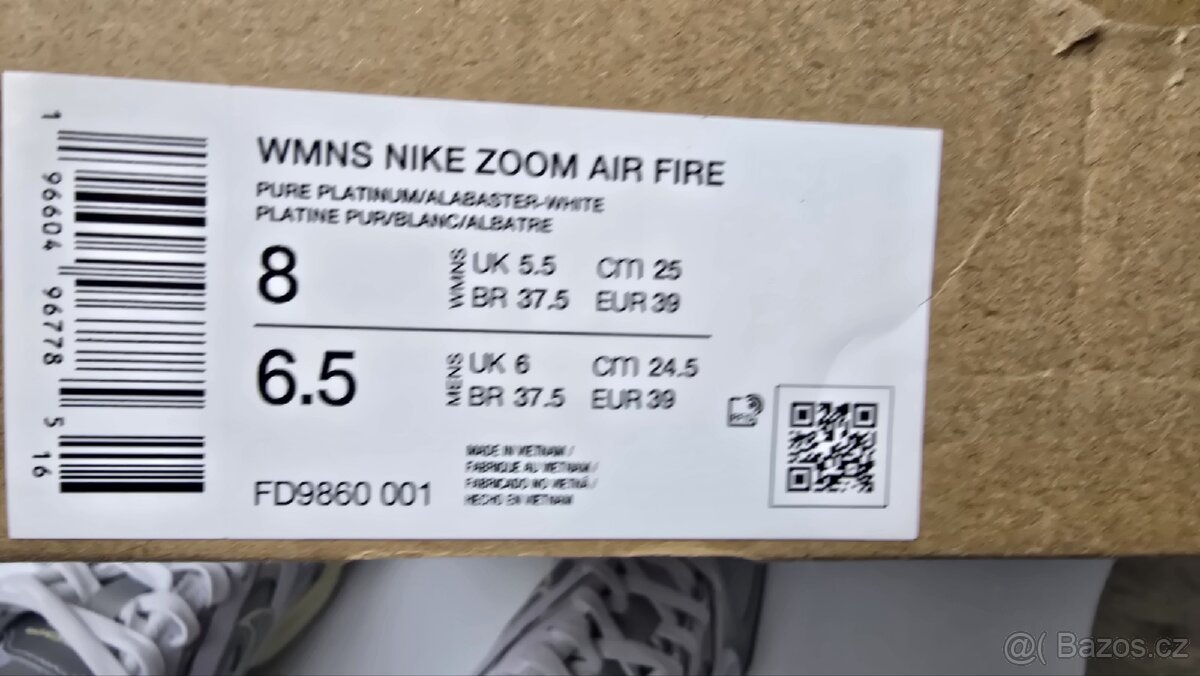 WMNS NIKE ZOOM AIR FIRE
PURE PLATINUM/ALABASTER-WHITE
PLATINE PUR/BLANC/ALBATRE
8 WMNS UK 5.5 cm 25
BR 37.5 EUR 39
6.5 MENS UK 6 cm 24.5
BR 37.5 EUR 39
FD9860 001
MADE IN VIETNAM /
FABRIQUE AU VIETNAM /
FABRICADO NO VIETNÃ /
HECHO EN VIETNAM
1 96604 96778 5 16
@( Bazos.cz